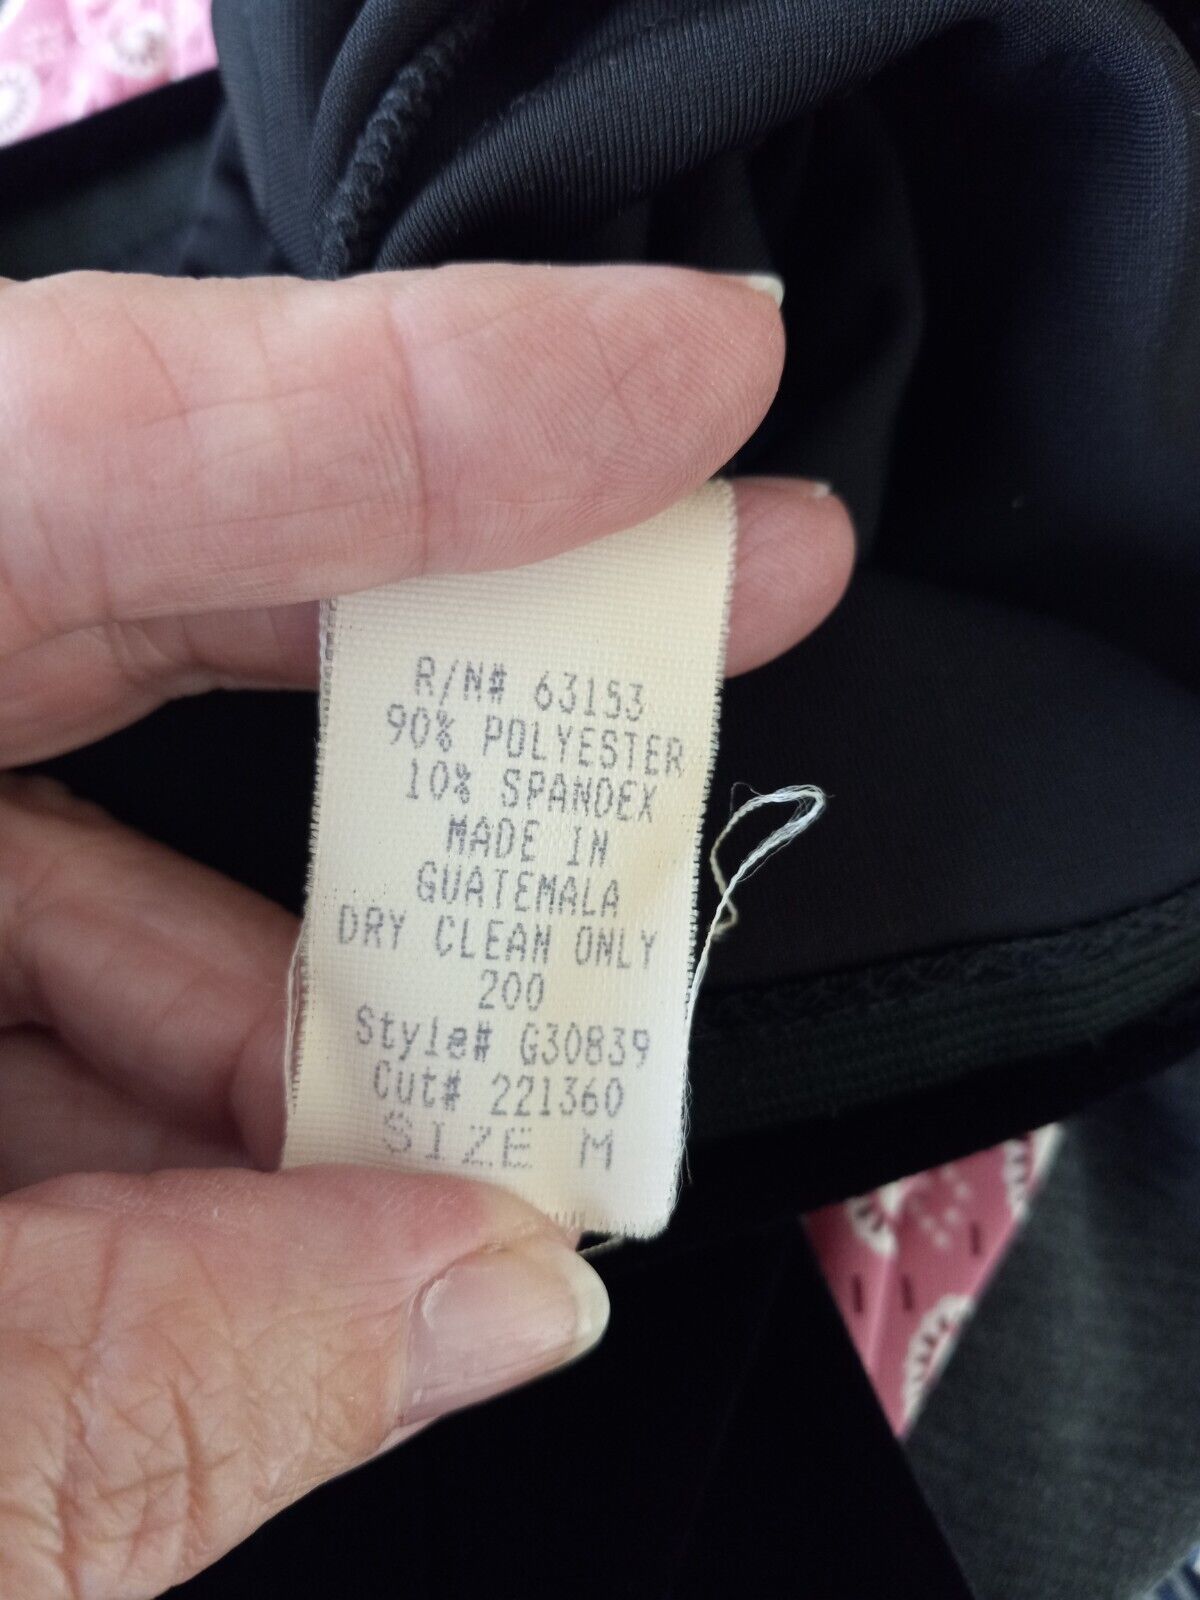 R/N# 63153
90% POLYESTER
10% SPANDEX
MADE IN
GUATEMALA
DRY CLEAN ONLY
200
Style# G30839
Cut# 221360
SIZE M